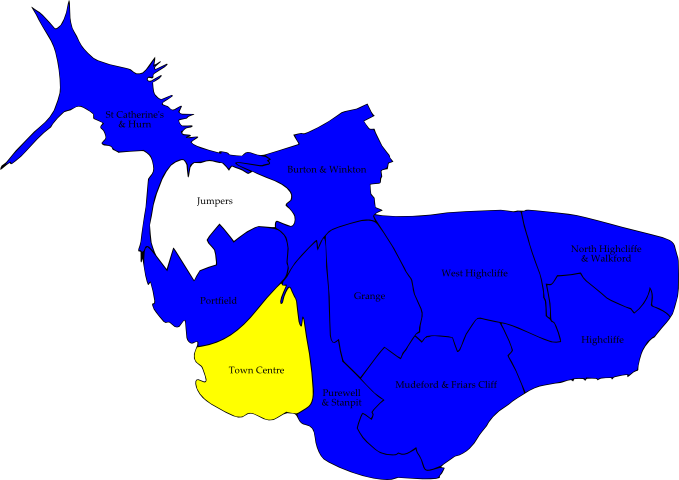 St Catherine's
& Hurn
Burton & Winkton
Jumpers
North Highcliffe
& Walkford
West Highcliffe
Portfield
Grange
Highcliffe
Town Centre
Mudeford & Friars Cliff
Purewell
& Stanpit